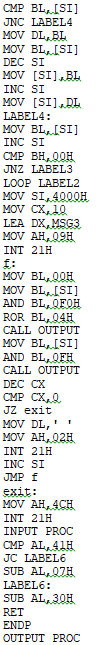 CMP BL,[SI]
JNC LABEL4
MOV DL,BL
MOV BL,[SI]
DEC SI
MOV [SI],BL
INC SI
MOV [SI],DL
LABEL4:
MOV BL,[SI]
INC SI
CMP BH,00H
JNZ LABEL3
LOOP LABEL2
MOV SI,4000H
MOV CX,10
LEA DX,MSG3
MOV AH,09H
INT 21H
f:
MOV BL,00H
MOV BL,[SI]
AND BL,0F0H
ROR BL,04H
CALL OUTPUT
MOV BL,[SI]
AND BL,0FH
CALL OUTPUT
DEC CX
CMP CX,0
JZ exit
MOV DL,' '
MOV AH,02H
INT 21H
INC SI
JMP f
exit:
MOV AH,4CH
INT 21H
INPUT PROC
CMP AL,41H
JC LABEL6
SUB AL,07H
LABEL6:
SUB AL,30H
RET
ENDP
OUTPUT PROC